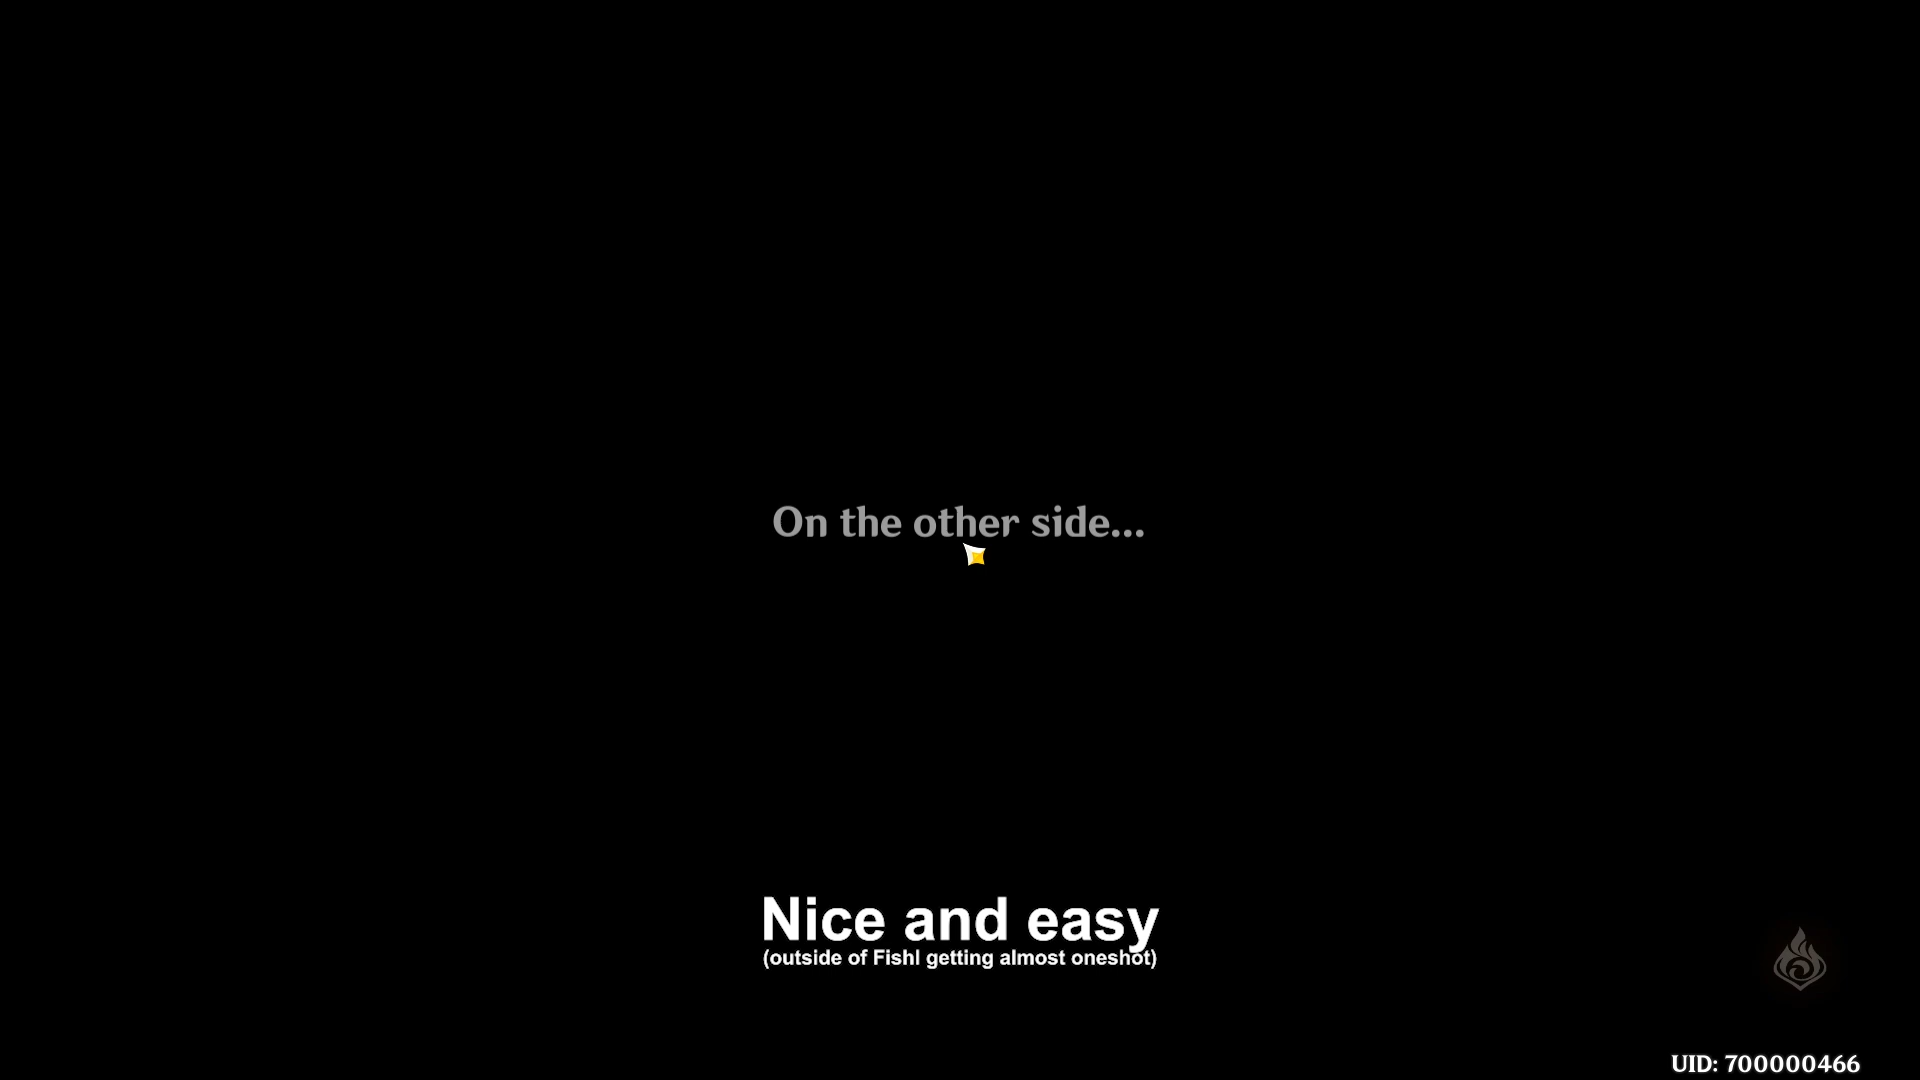 On the other side...
Nice and easy
(outside of Fishl getting almost oneshot)
UID: 700000466